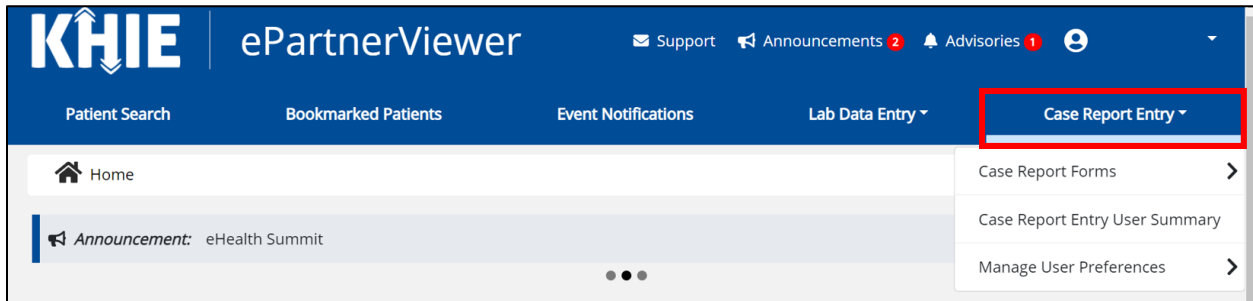 KHIE ePartnerViewer Support Announcements 2 Advisories 1
Patient Search Bookmarked Patients Event Notifications Lab Data Entry Case Report Entry
Home
Case Report Forms
Case Report Entry User Summary
Announcement: eHealth Summit
Manage User Preferences